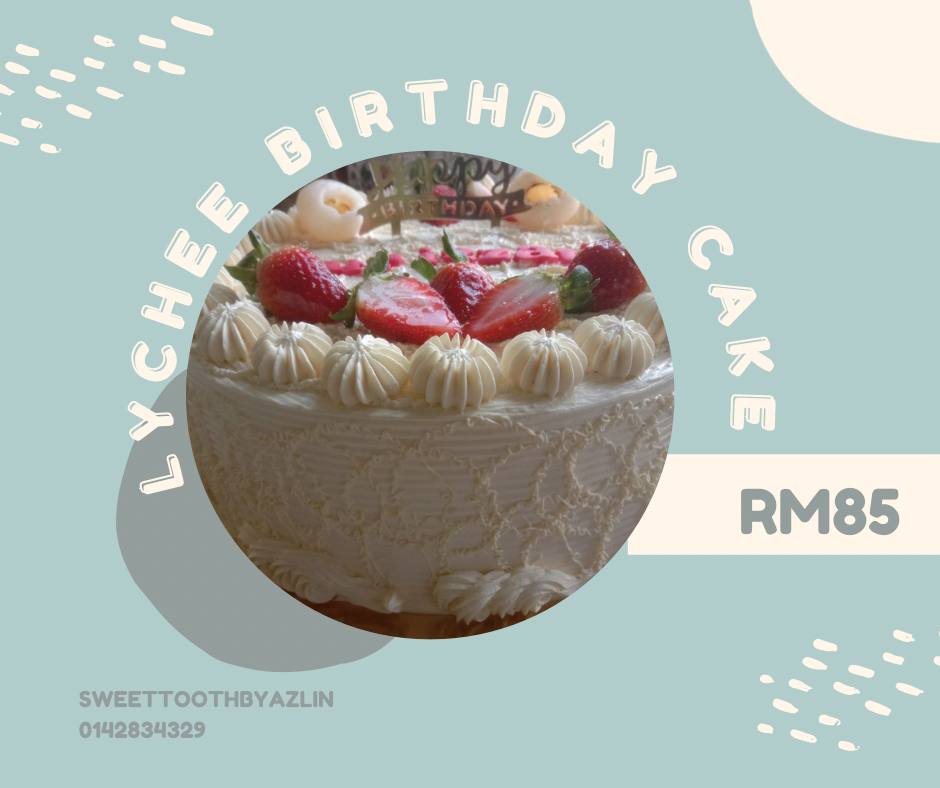 LYCHEE BIRTHDAY CAKE
Happy
BIRTHDAY
RM85
SWEETTOOTHBYAZLIN
0142834329